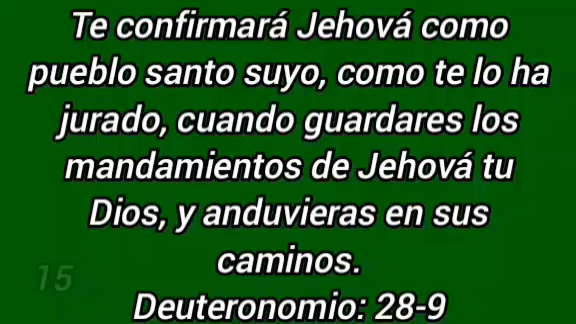 Te confirmará Jehová como
pueblo santo suyo, como te lo ha
jurado, cuando guardares los
mandamientos de Jehová tu
Dios, y anduvieras en sus
caminos.
15
Deuteronomio: 28-9